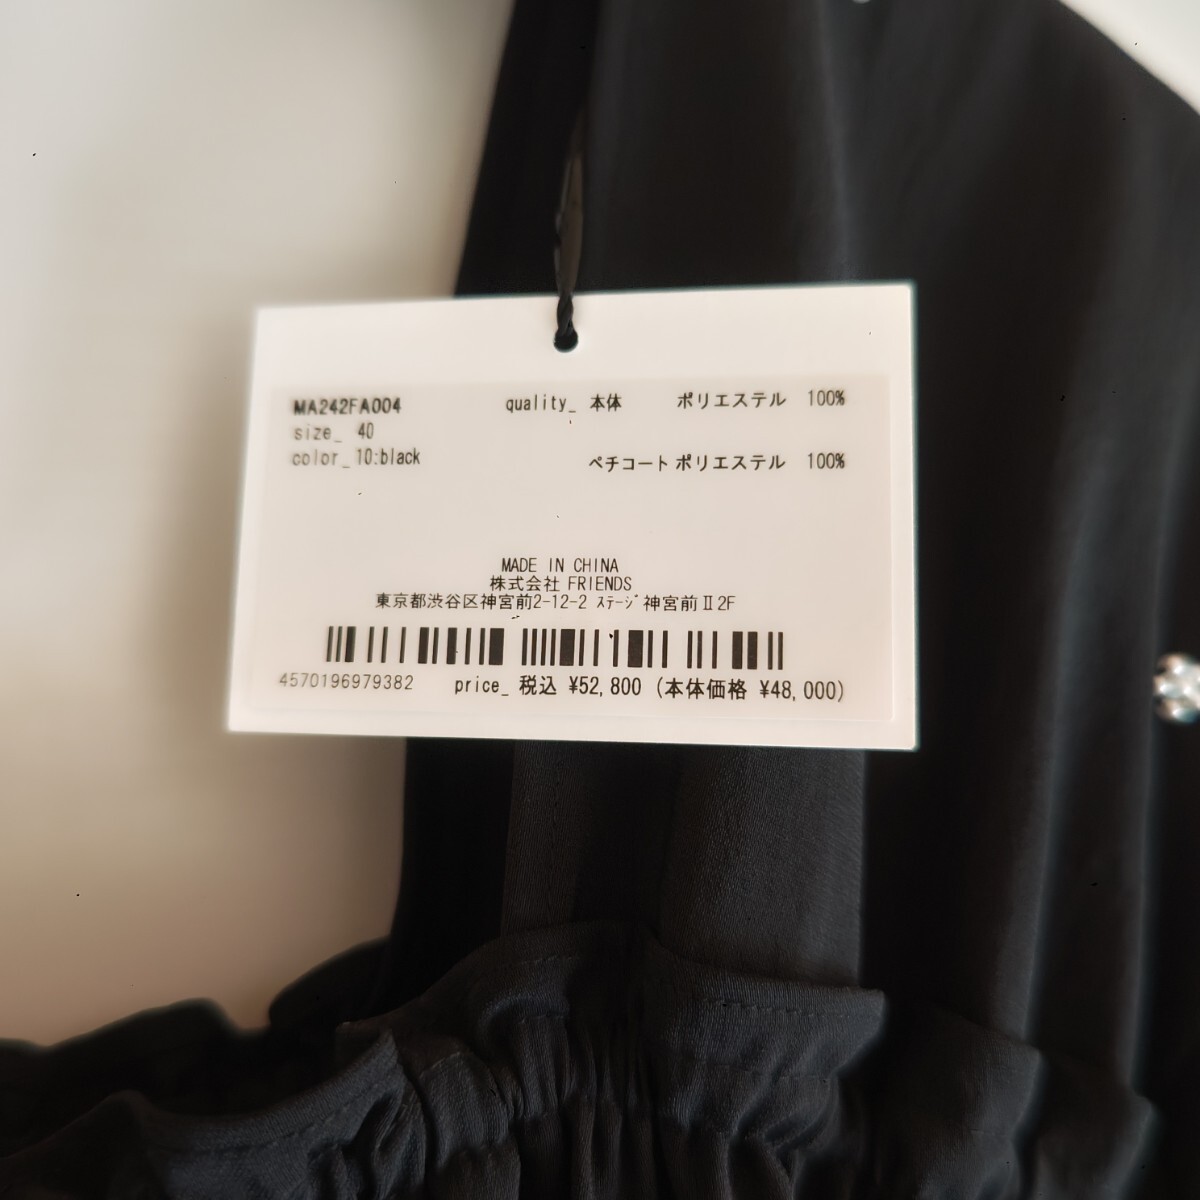 MA242FA004 quality_ 本体 ポリエステル 100%
size_ 40
color_10:black ペチコート ポリエステル 100%
MADE IN CHINA
株式会社 FRIENDS
東京都渋谷区神宮前2-12-2 ｽﾃｰｼﾞ神宮前Ⅱ2F
4570196979382 price_ 税込 ¥52,800 (本体価格 ¥48,000)